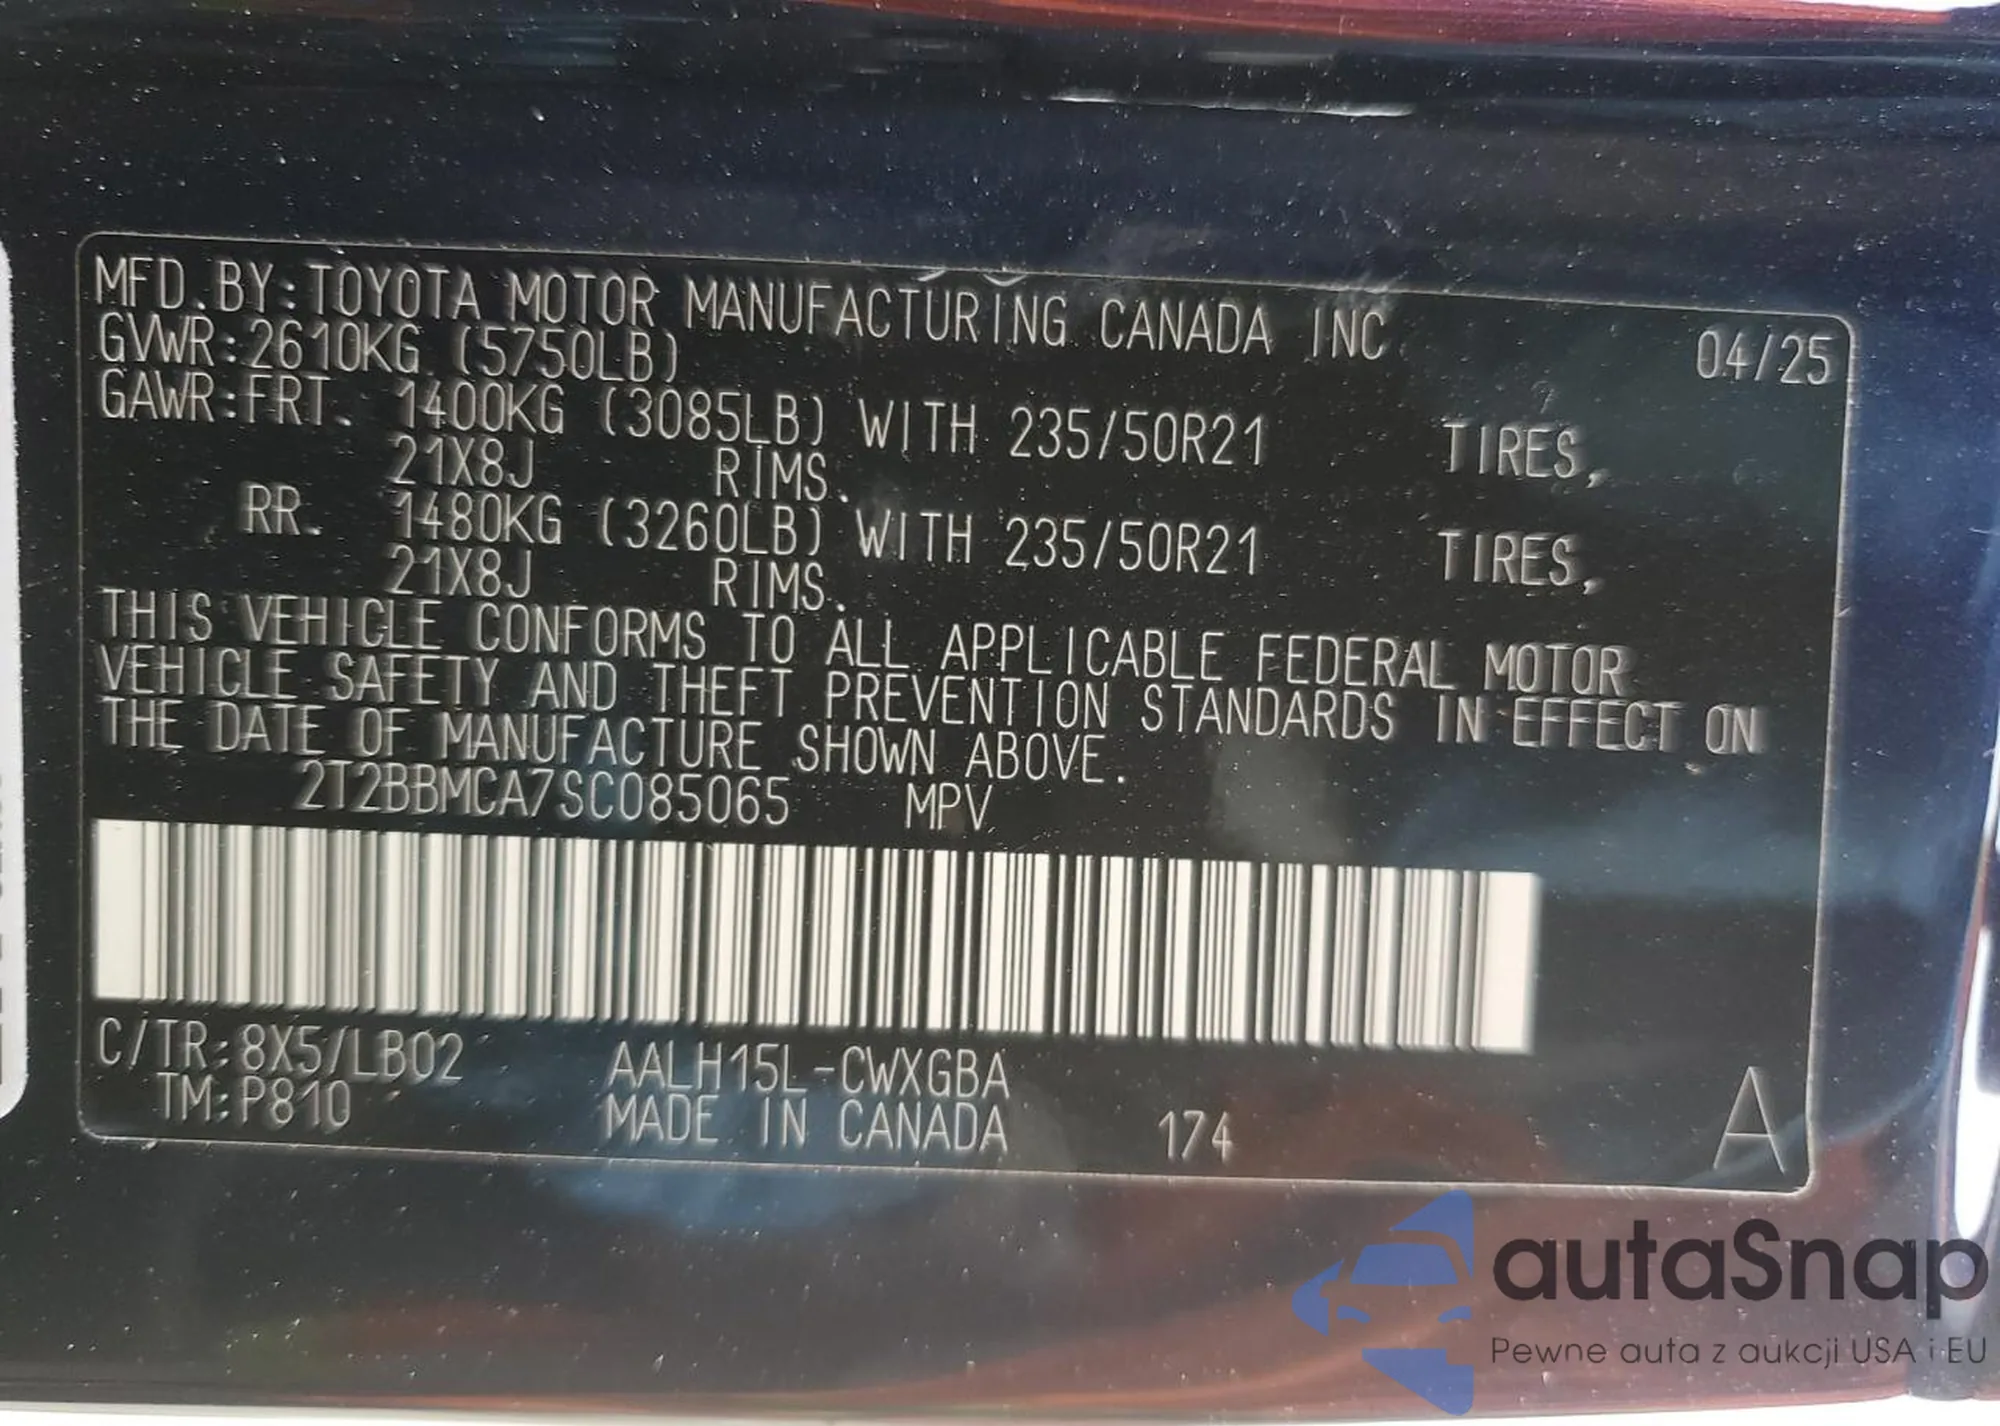 MFD. BY: TOYOTA MOTOR MANUFACTURING CANADA INC 04/25
GVWR: 2610KG (5750LB)
GAWR: FRT. 1400KG (3085LB) WITH 235/50R21 TIRES,
21X8J RIMS.
RR. 1480KG (3260LB) WITH 235/50R21 TIRES,
21X8J RIMS.
THIS VEHICLE CONFORMS TO ALL APPLICABLE FEDERAL MOTOR
VEHICLE SAFETY AND THEFT PREVENTION STANDARDS IN EFFECT ON
THE DATE OF MANUFACTURE SHOWN ABOVE.
2T2BBMCA7SC085065 MPV
C/TR: 8X5/LB02 AALH15L-CWXGBA
TM: P810 MADE IN CANADA 174 A
autaSnap
Pewne auta z aukcji USA i EU